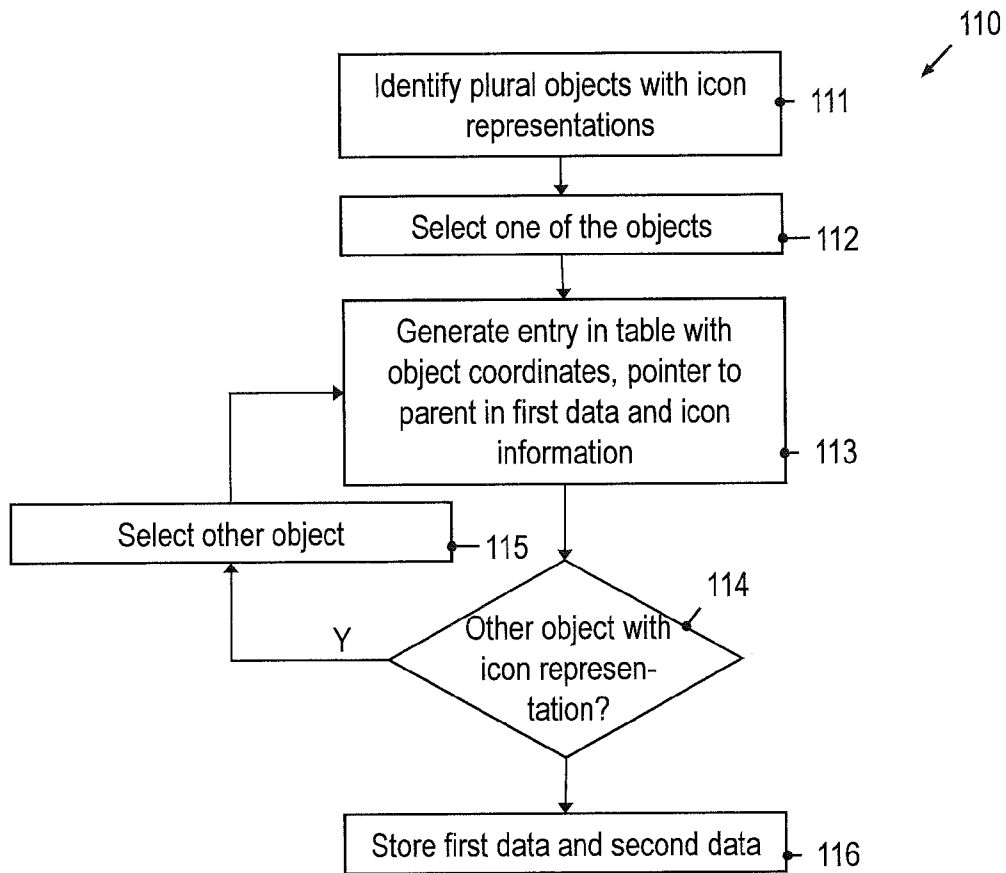 110
Identify plural objects with icon
representations
111
Select one of the objects
112
Generate entry in table with
object coordinates, pointer to
parent in first data and icon
information
113
Select other object
115
114
Other object with
icon represen-
tation?
Y
Store first data and second data
116